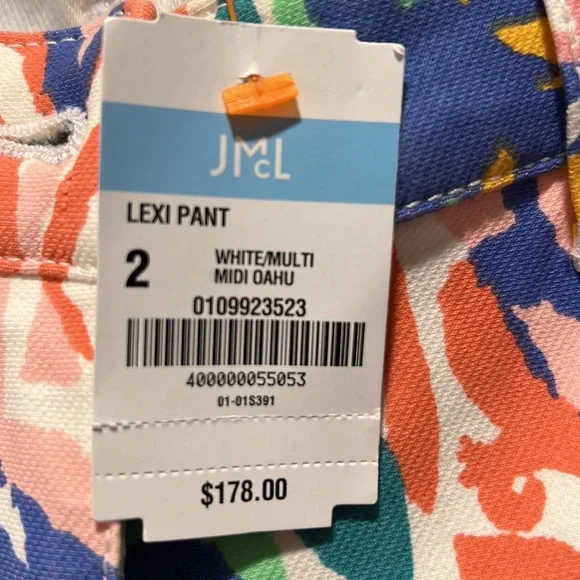 JMcL
LEXI PANT
2 WHITE/MULTI
MIDI OAHU
0109923523
400000055053
01-01S391
$178.00